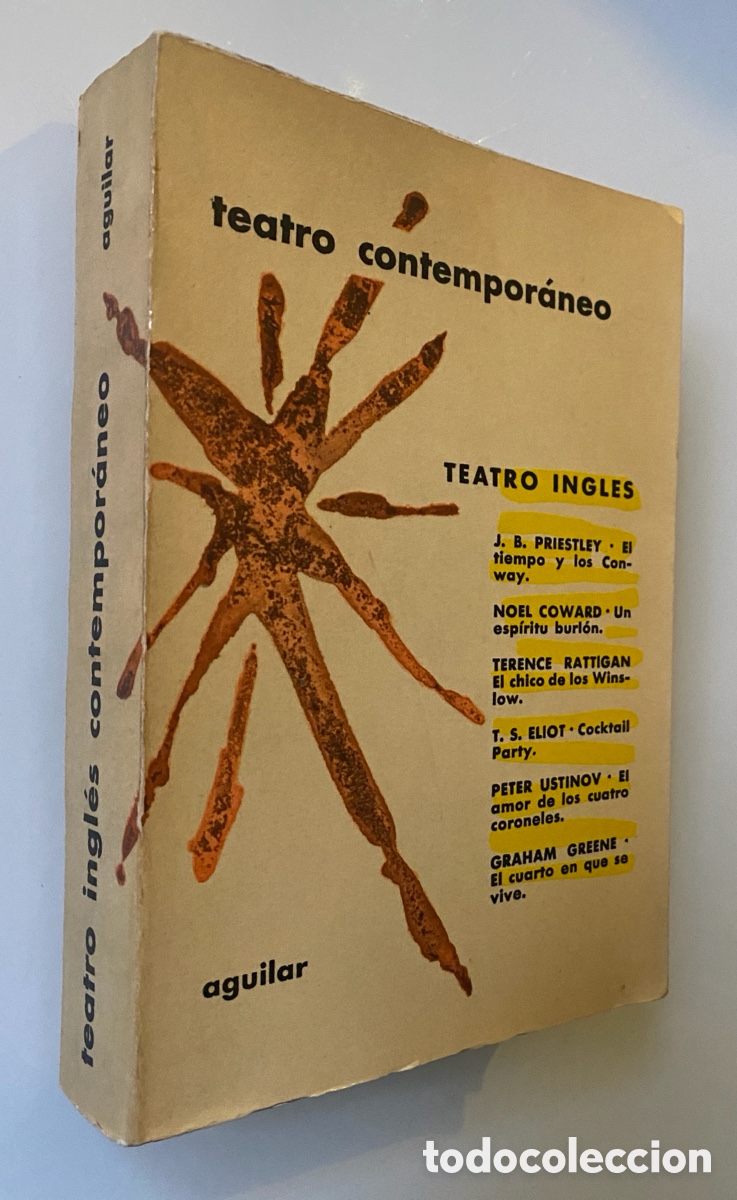 teatro inglés contemporáneo aguilar
teatro contemporáneo
TEATRO INGLES
J. B. PRIESTLEY · El
tiempo y los Con-
way.
NOEL COWARD · Un
espíritu burlón.
TERENCE RATTIGAN
El chico de los Wins-
low.
T. S. ELIOT · Cocktail
Party.
PETER USTINOV · El
amor de los cuatro
coroneles.
GRAHAM GREENE ·
El cuarto en que se
vive.
aguilar
todocoleccion